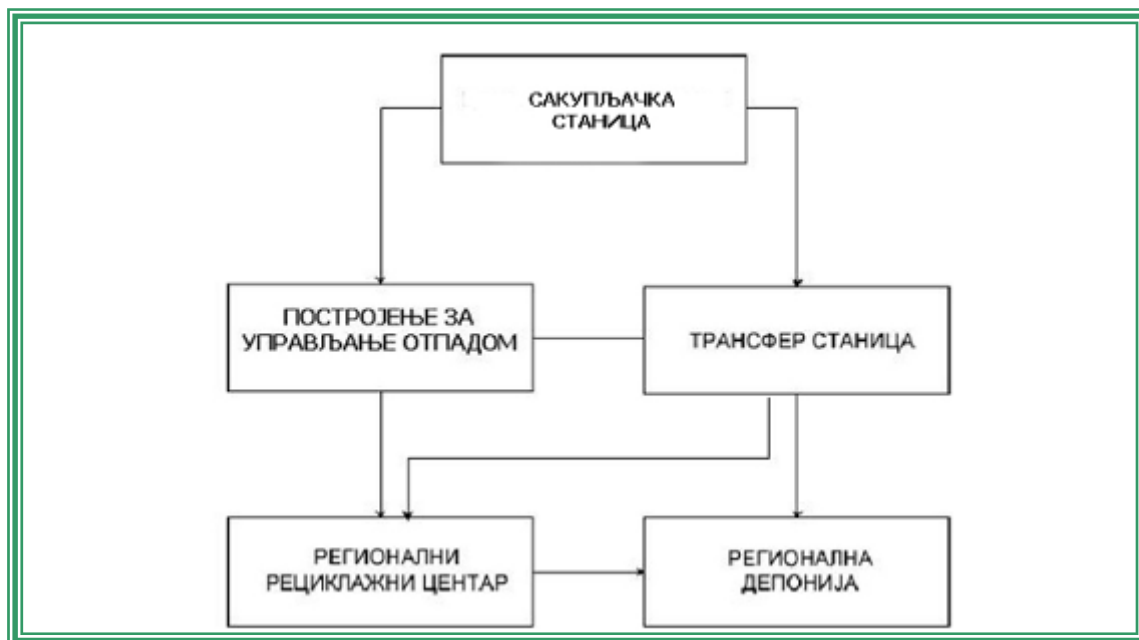 САКУПЉАЧКА
СТАНИЦА
ПОСТРОЈЕЊЕ ЗА
УПРАВЉАЊЕ ОТПАДОМ
ТРАНСФЕР СТАНИЦА
РЕГИОНАЛНИ
РЕЦИКЛАЖНИ ЦЕНТАР
РЕГИОНАЛНА
ДЕПОНИЈА